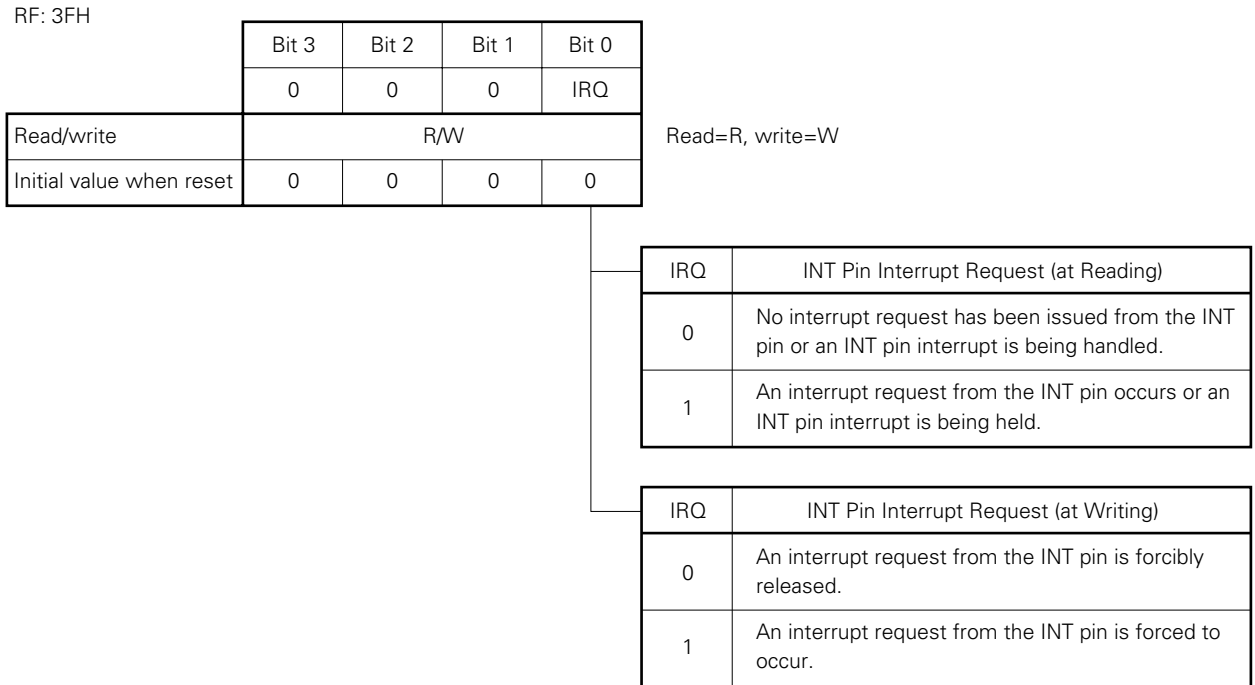 RF: 3FH
Bit 3 Bit 2 Bit 1 Bit 0
0 0 0 IRQ
Read/write R/W Read=R, write=W
Initial value when reset 0 0 0 0
IRQ INT Pin Interrupt Request (at Reading)
0 No interrupt request has been issued from the INT
pin or an INT pin interrupt is being handled.
1 An interrupt request from the INT pin occurs or an
INT pin interrupt is being held.
IRQ INT Pin Interrupt Request (at Writing)
0 An interrupt request from the INT pin is forcibly
released.
1 An interrupt request from the INT pin is forced to
occur.